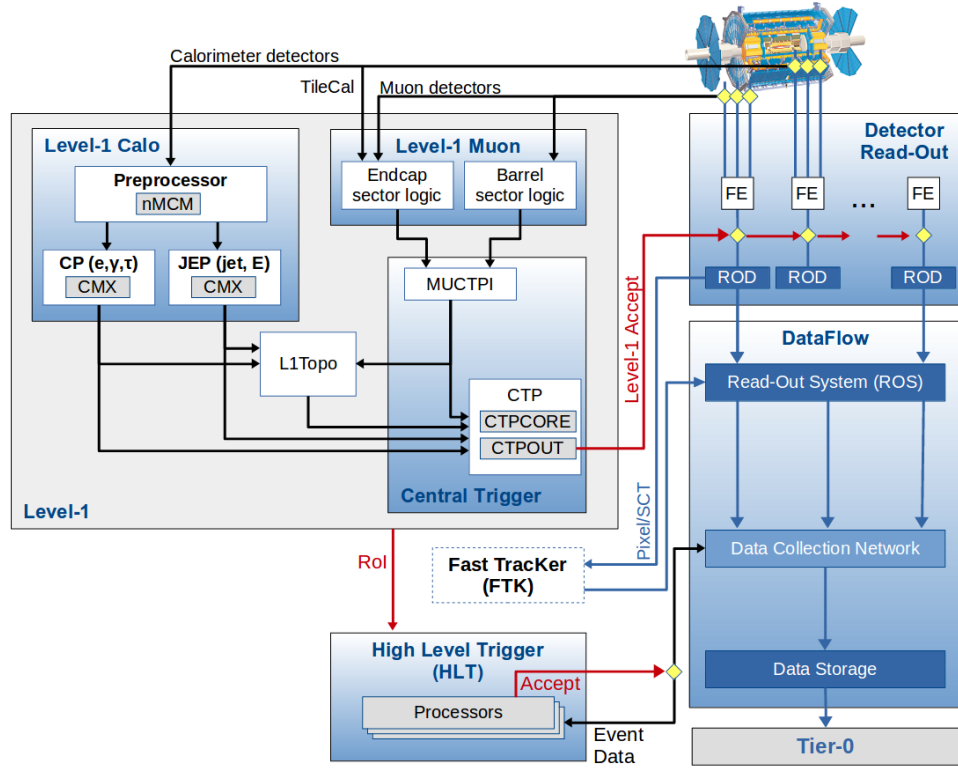 Calorimeter detectors
TileCal
Muon detectors
Level-1 Calo
Preprocessor
nMCM
CP (e,γ,τ)
CMX
JEP (jet, E)
CMX
Level-1 Muon
Endcap
sector logic
Barrel
sector logic
MUCTPI
L1Topo
CTP
CTPCORE
CTPOUT
Central Trigger
Level-1
Level-1 Accept
Detector
Read-Out
FE
FE
...
FE
ROD
ROD
ROD
DataFlow
Read-Out System (ROS)
Data Collection Network
Data Storage
Tier-0
Pixel/SCT
RoI
Fast TracKer
(FTK)
High Level Trigger
(HLT)
Accept
Processors
Event
Data